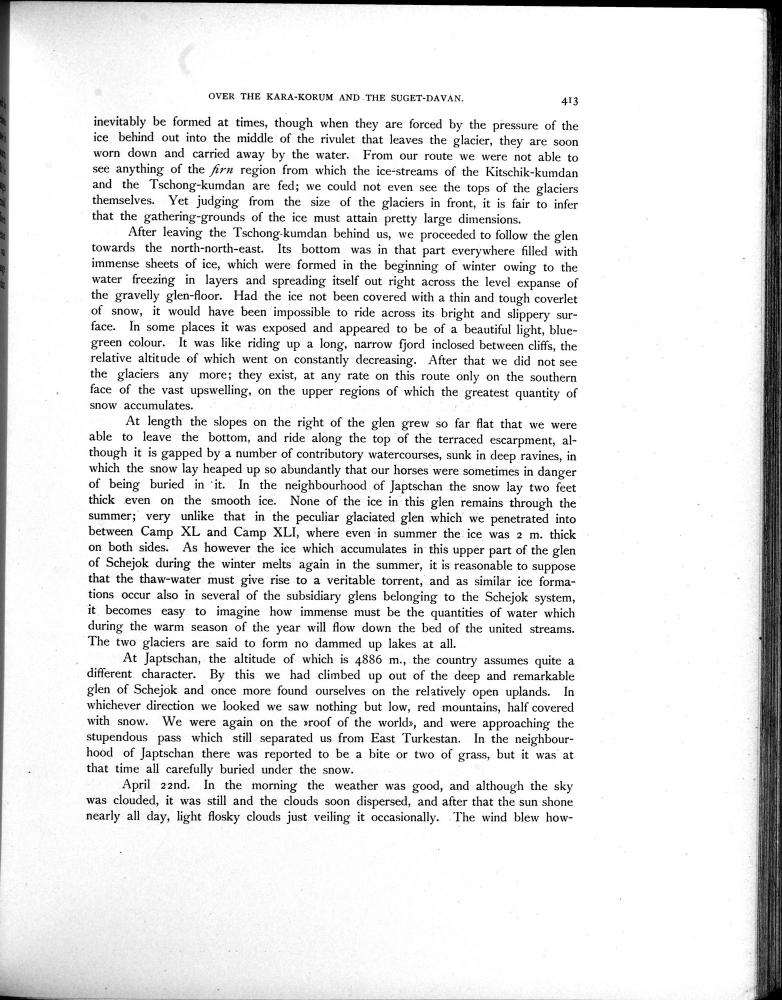 OVER THE KARA-KORUM AND THE SUGET-DAVAN. 413
inevitably be formed at times, though when they are forced by the pressure of the
ice behind out into the middle of the rivulet that leaves the glacier, they are soon
worn down and carried away by the water. From our route we were not able to
see anything of the firn region from which the ice-streams of the Kitschik-kumdan
and the Tschong-kumdan are fed; we could not even see the tops of the glaciers
themselves. Yet judging from the size of the glaciers in front, it is fair to infer
that the gathering-grounds of the ice must attain pretty large dimensions.
After leaving the Tschong-kumdan behind us, we proceeded to follow the glen
towards the north-north-east. Its bottom was in that part everywhere filled with
immense sheets of ice, which were formed in the beginning of winter owing to the
water freezing in layers and spreading itself out right across the level expanse of
the gravelly glen-floor. Had the ice not been covered with a thin and tough coverlet
of snow, it would have been impossible to ride across its bright and slippery sur-
face. In some places it was exposed and appeared to be of a beautiful light, blue-
green colour. It was like riding up a long, narrow fjord inclosed between cliffs, the
relative altitude of which went on constantly decreasing. After that we did not see
the glaciers any more; they exist, at any rate on this route only on the southern
face of the vast upswelling, on the upper regions of which the greatest quantity of
snow accumulates.
At length the slopes on the right of the glen grew so far flat that we were
able to leave the bottom, and ride along the top of the terraced escarpment, al-
though it is gapped by a number of contributory watercourses, sunk in deep ravines, in
which the snow lay heaped up so abundantly that our horses were sometimes in danger
of being buried in it. In the neighbourhood of Japtschan the snow lay two feet
thick even on the smooth ice. None of the ice in this glen remains through the
summer; very unlike that in the peculiar glaciated glen which we penetrated into
between Camp XL and Camp XLI, where even in summer the ice was 2 m. thick
on both sides. As however the ice which accumulates in this upper part of the glen
of Schejok during the winter melts again in the summer, it is reasonable to suppose
that the thaw-water must give rise to a veritable torrent, and as similar ice forma-
tions occur also in several of the subsidiary glens belonging to the Schejok system,
it becomes easy to imagine how immense must be the quantities of water which
during the warm season of the year will flow down the bed of the united streams.
The two glaciers are said to form no dammed up lakes at all.
At Japtschan, the altitude of which is 4886 m., the country assumes quite a
different character. By this we had climbed up out of the deep and remarkable
glen of Schejok and once more found ourselves on the relatively open uplands. In
whichever direction we looked we saw nothing but low, red mountains, half covered
with snow. We were again on the »roof of the world», and were approaching the
stupendous pass which still separated us from East Turkestan. In the neighbour-
hood of Japtschan there was reported to be a bite or two of grass, but it was at
that time all carefully buried under the snow.
April 22nd. In the morning the weather was good, and although the sky
was clouded, it was still and the clouds soon dispersed, and after that the sun shone
nearly all day, light flosky clouds just veiling it occasionally. The wind blew how-